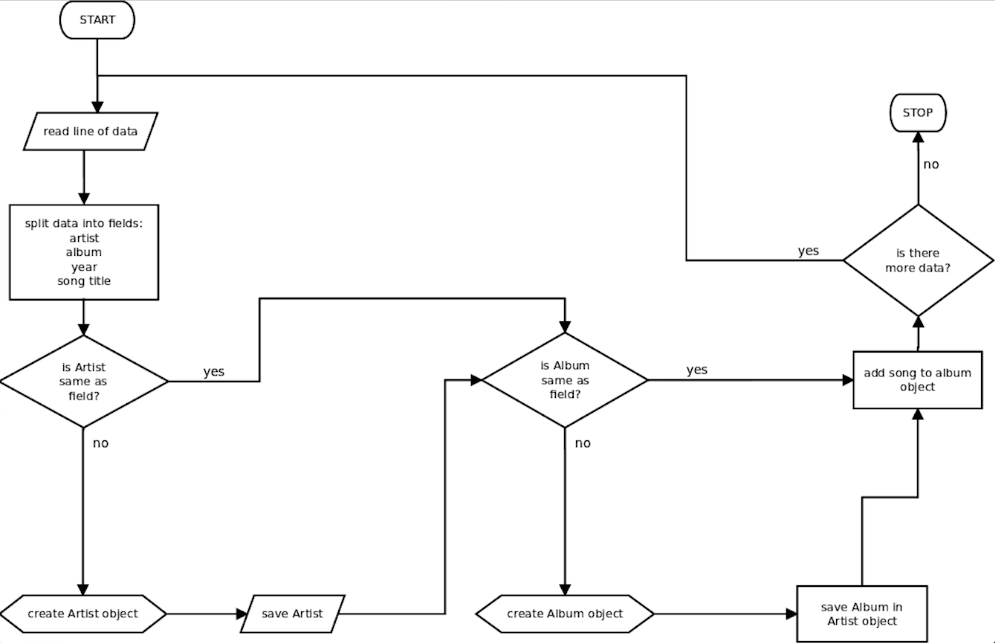 START
read line of data
split data into fields:
artist
album
year
song title
is Artist
same as
field?
yes
no
create Artist object
save Artist
is Album
same as
field?
yes
no
create Album object
save Album in
Artist object
add song to album
object
is there
more data?
yes
no
STOP